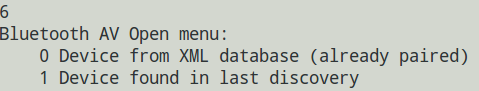 6
Bluetooth AV Open menu:
    0 Device from XML database (already paired)
    1 Device found in last discovery